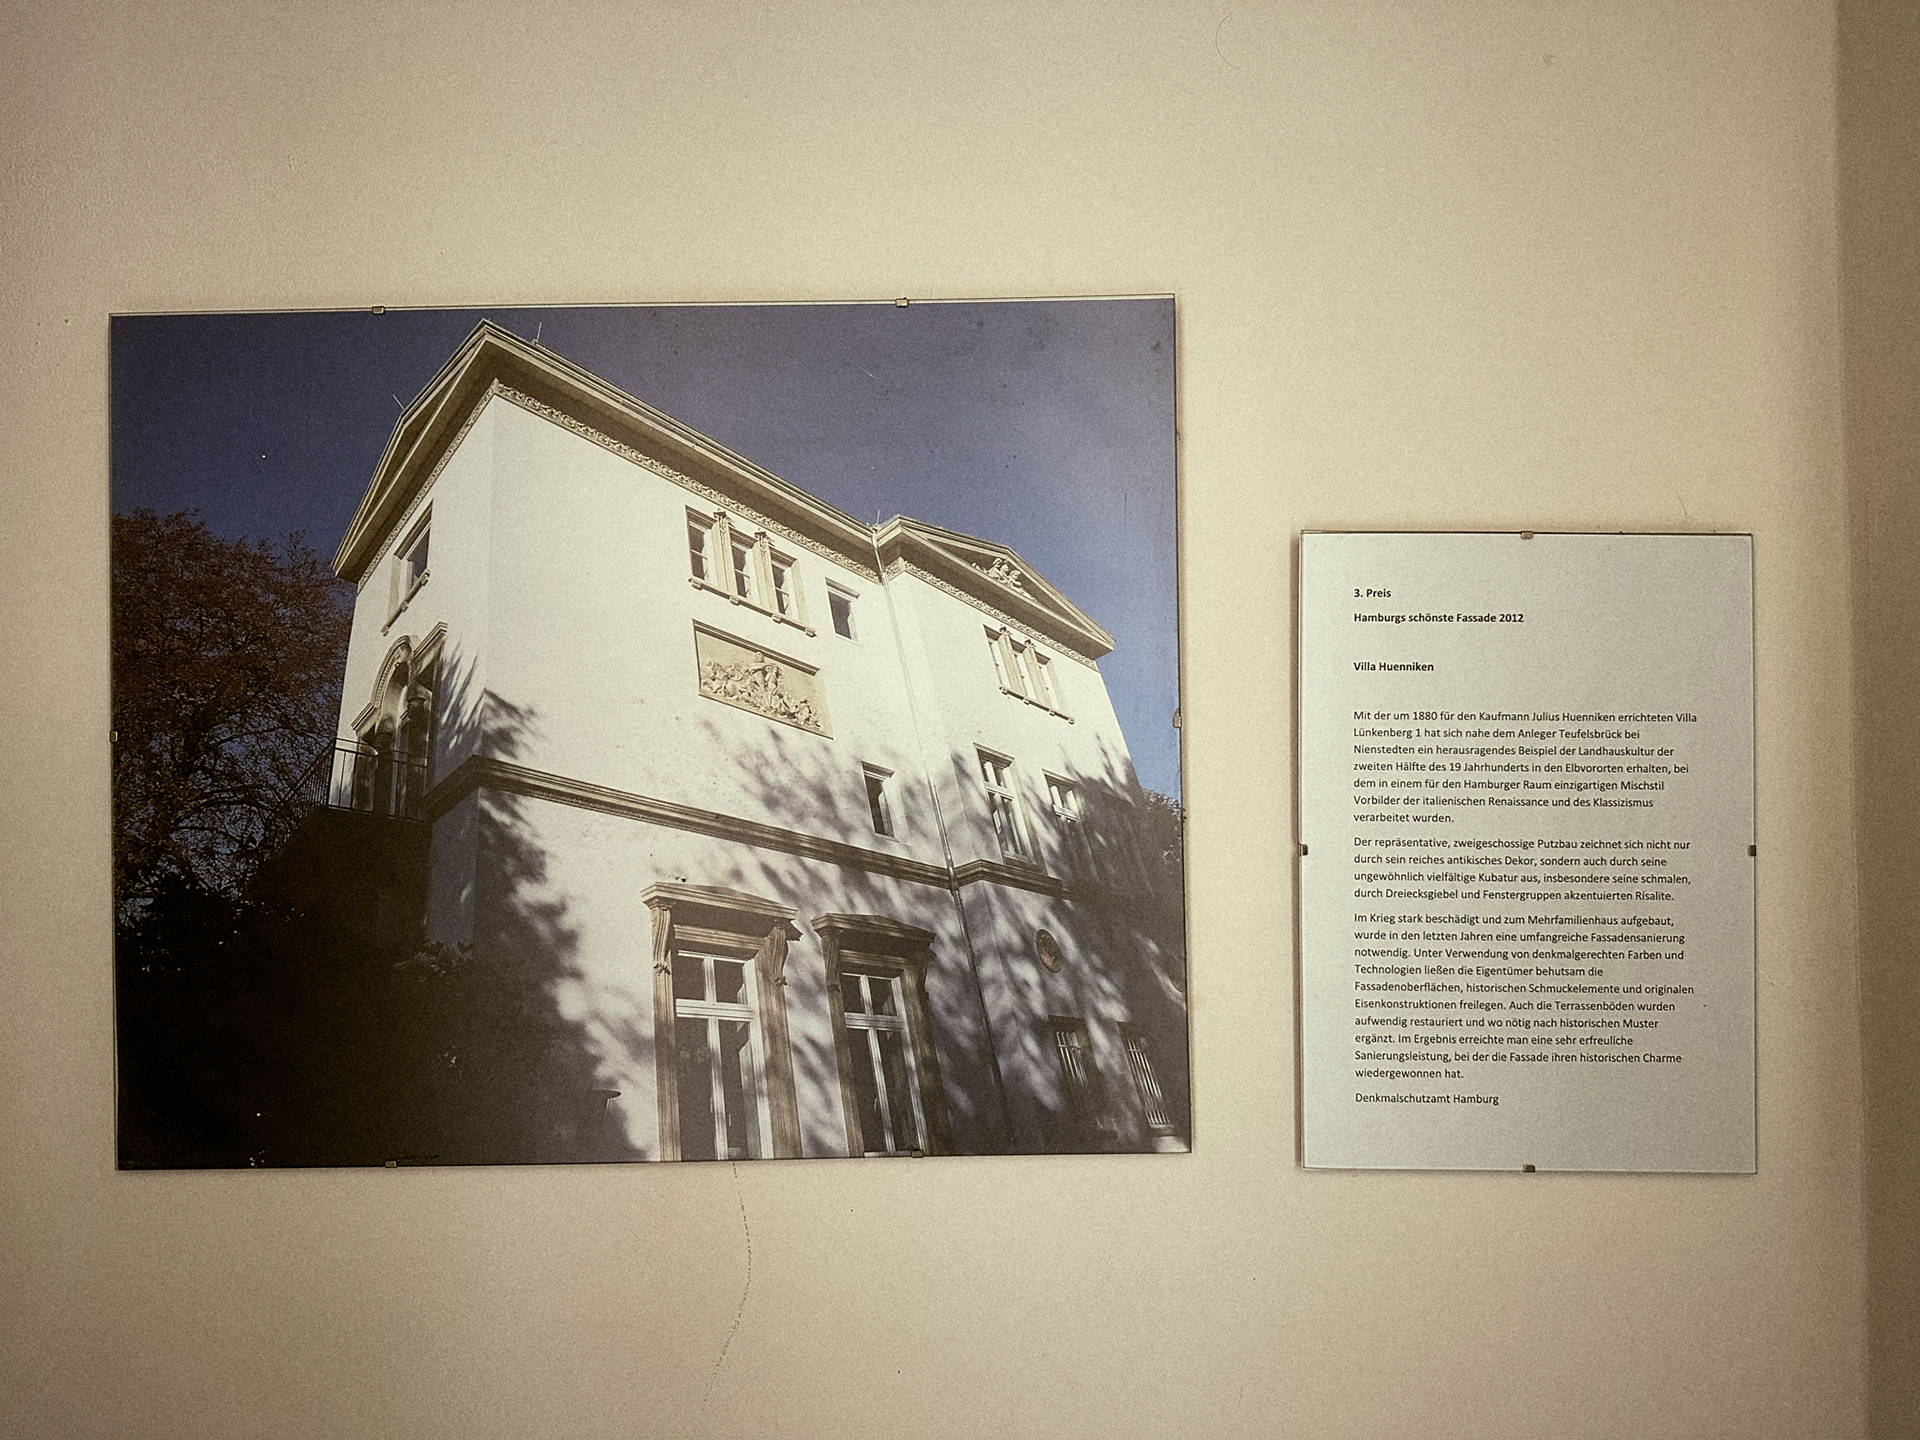 3. Preis
Hamburgs schönste Fassade 2012
Villa Huenniken
Mit der um 1880 für den Kaufmann Julius Huenniken errichteten Villa
Lünkenberg 1 hat sich nahe dem Anleger Teufelsbrück bei
Nienstedten ein herausragendes Beispiel der Landhauskultur der
zweiten Hälfte des 19 Jahrhunderts in den Elbvororten erhalten, bei
dem in einem für den Hamburger Raum einzigartigen Mischstil
Vorbilder der italienischen Renaissance und des Klassizismus
verarbeitet wurden.
Der repräsentative, zweigeschossige Putzbau zeichnet sich nicht nur
durch sein reiches antikisches Dekor, sondern auch durch seine
ungewöhnlich vielfältige Kubatur aus, insbesondere seine schmalen,
durch Dreiecksgiebel und Fenstergruppen akzentuierten Risalite.
Im Krieg stark beschädigt und zum Mehrfamilienhaus aufgebaut,
wurde in den letzten Jahren eine umfangreiche Fassadensanierung
notwendig. Unter Verwendung von denkmalgerechten Farben und
Technologien ließen die Eigentümer behutsam die
Fassadenoberflächen, historischen Schmuckelemente und originalen
Eisenkonstruktionen freilegen. Auch die Terrassenböden wurden
aufwendig restauriert und wo nötig nach historischen Muster
ergänzt. Im Ergebnis erreichte man eine sehr erfreuliche
Sanierungsleistung, bei der die Fassade ihren historischen Charme
wiedergewonnen hat.
Denkmalschutzamt Hamburg